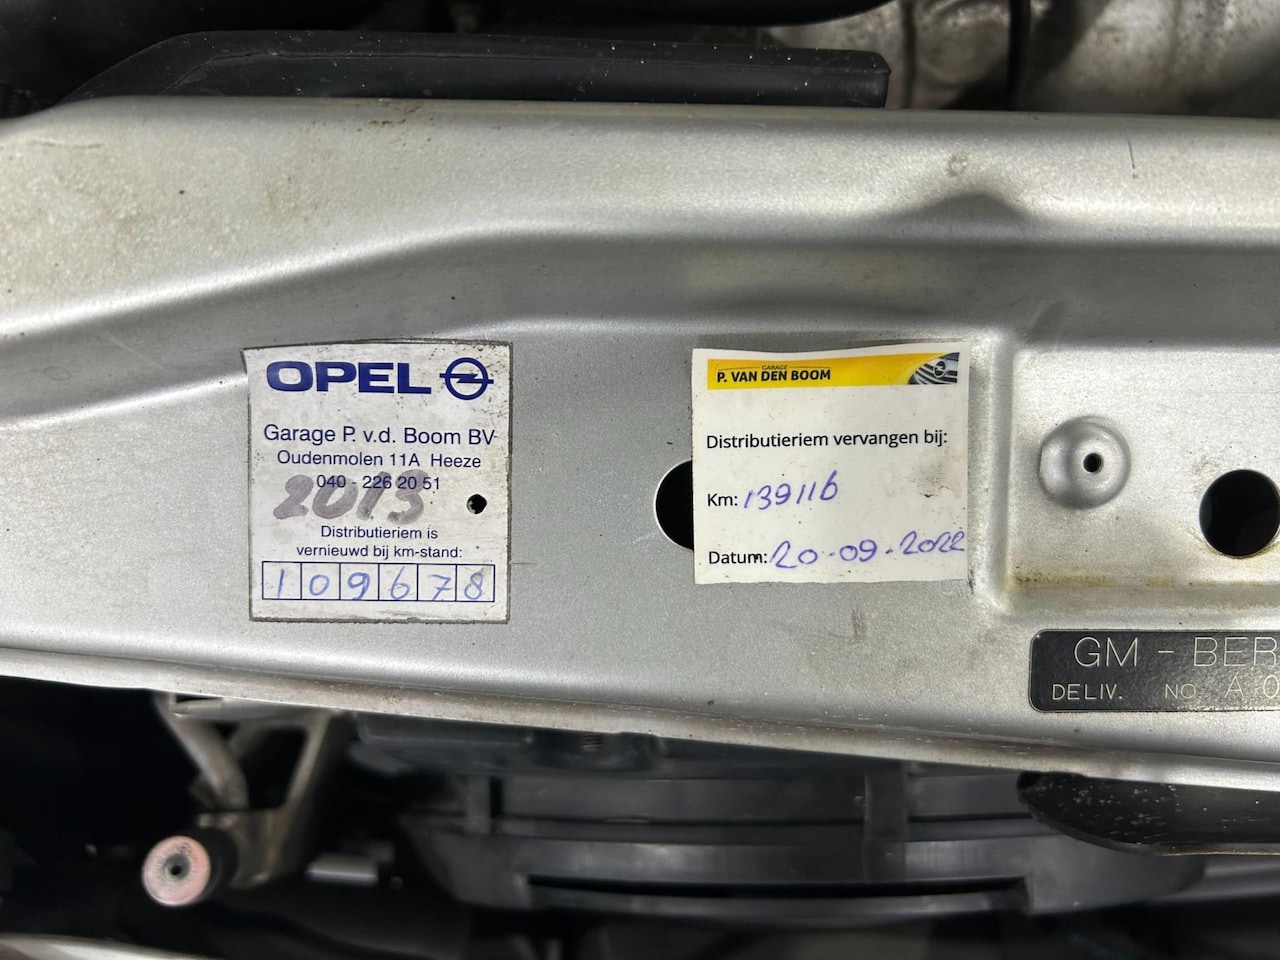 OPEL
Garage P. v.d. Boom BV
Oudenmolen 11A Heeze
040 - 226 20 51
2013
Distributieriem is
vernieuwd bij km-stand:
109678
GARAGE
P. VAN DEN BOOM
Distributieriem vervangen bij:
Km: 139116
Datum: 20-09-2022
GM - BER
DELIV. NO. A 0